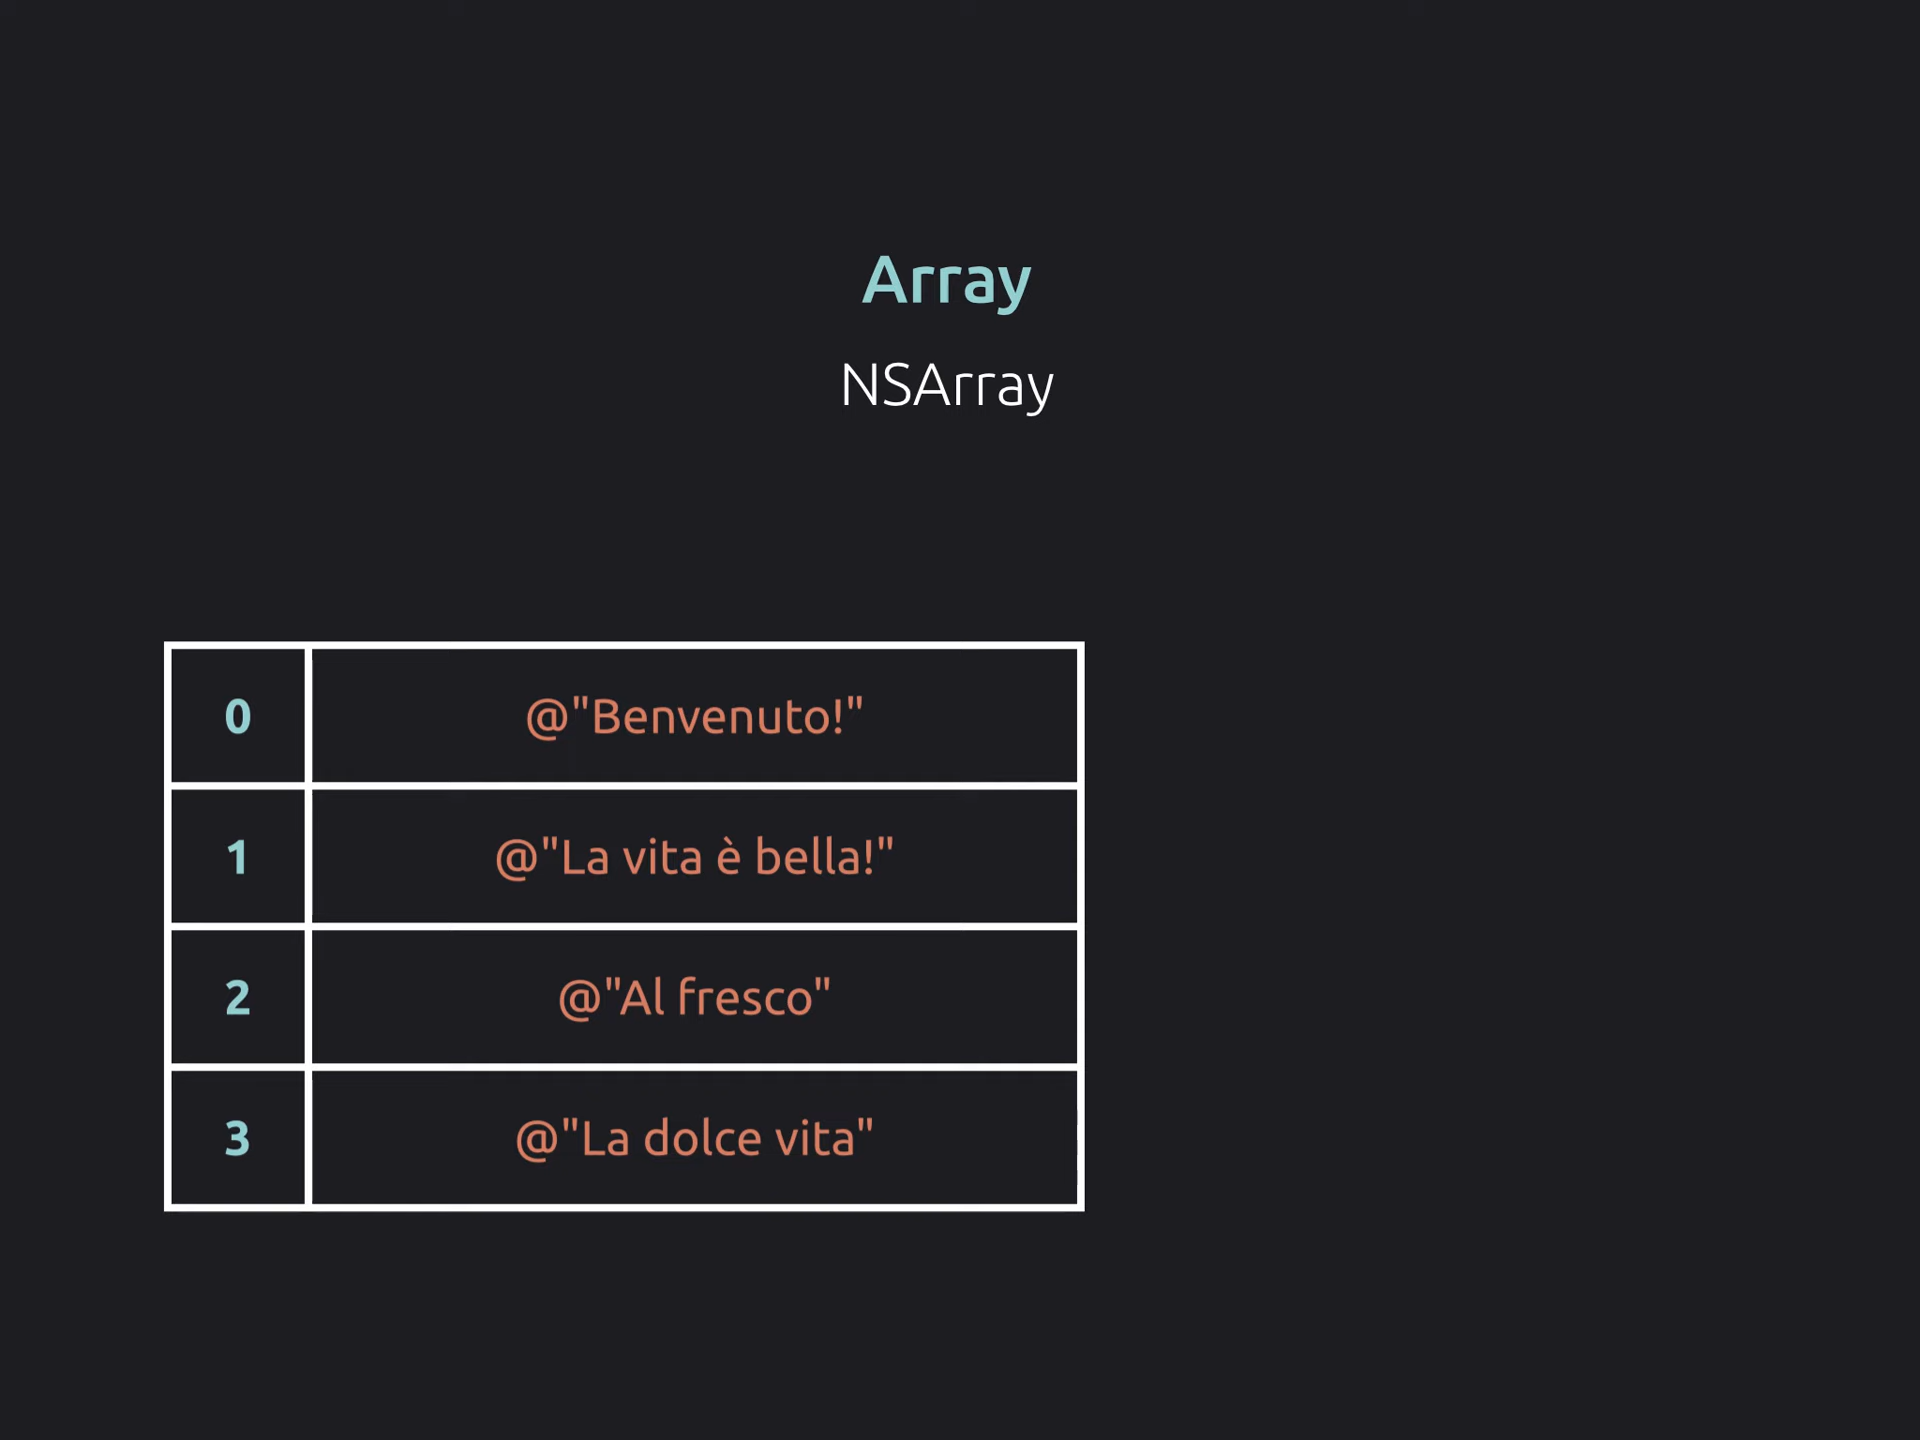 Array
NSArray
0 @"Benvenuto!"
1 @"La vita è bella!"
2 @"Al fresco"
3 @"La dolce vita"